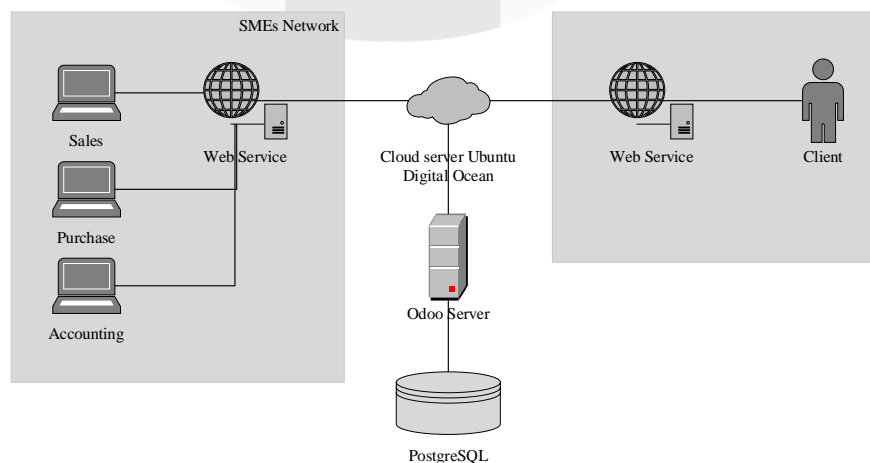 SMEs Network
Sales
Web Service
Purchase
Accounting
Cloud server Ubuntu
Digital Ocean
Odoo Server
PostgreSQL
Web Service
Client